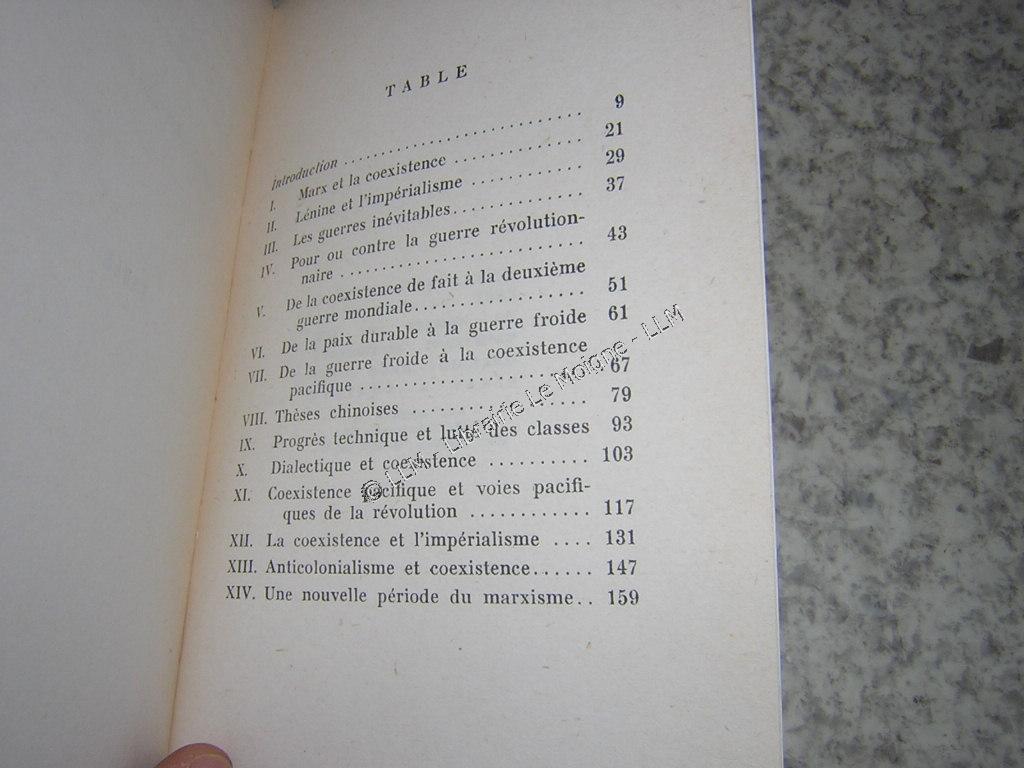 TABLE
Introduction ........................... 9
I. Marx et la coexistence ............... 21
II. Lénine et l'impérialisme ............ 29
III. Les guerres inévitables............. 37
IV. Pour ou contre la guerre révolution-
naire ........................ 43
V. De la coexistence de fait à la deuxième
guerre mondiale................. 51
VI. De la paix durable à la guerre froide 61
VII. De la guerre froide à la coexistence
pacifique ...................... 67
VIII. Thèses chinoises .................. 79
IX. Progrès technique et lutte des classes 93
X. Dialectique et coexistence .......... 103
XI. Coexistence pacifique et voies pacifi-
ques de la révolution ............ 117
XII. La coexistence et l'impérialisme .... 131
XIII. Anticolonialisme et coexistence...... 147
XIV. Une nouvelle période du marxisme.. 159
© LLM - Librairie Le Moigne - LLM